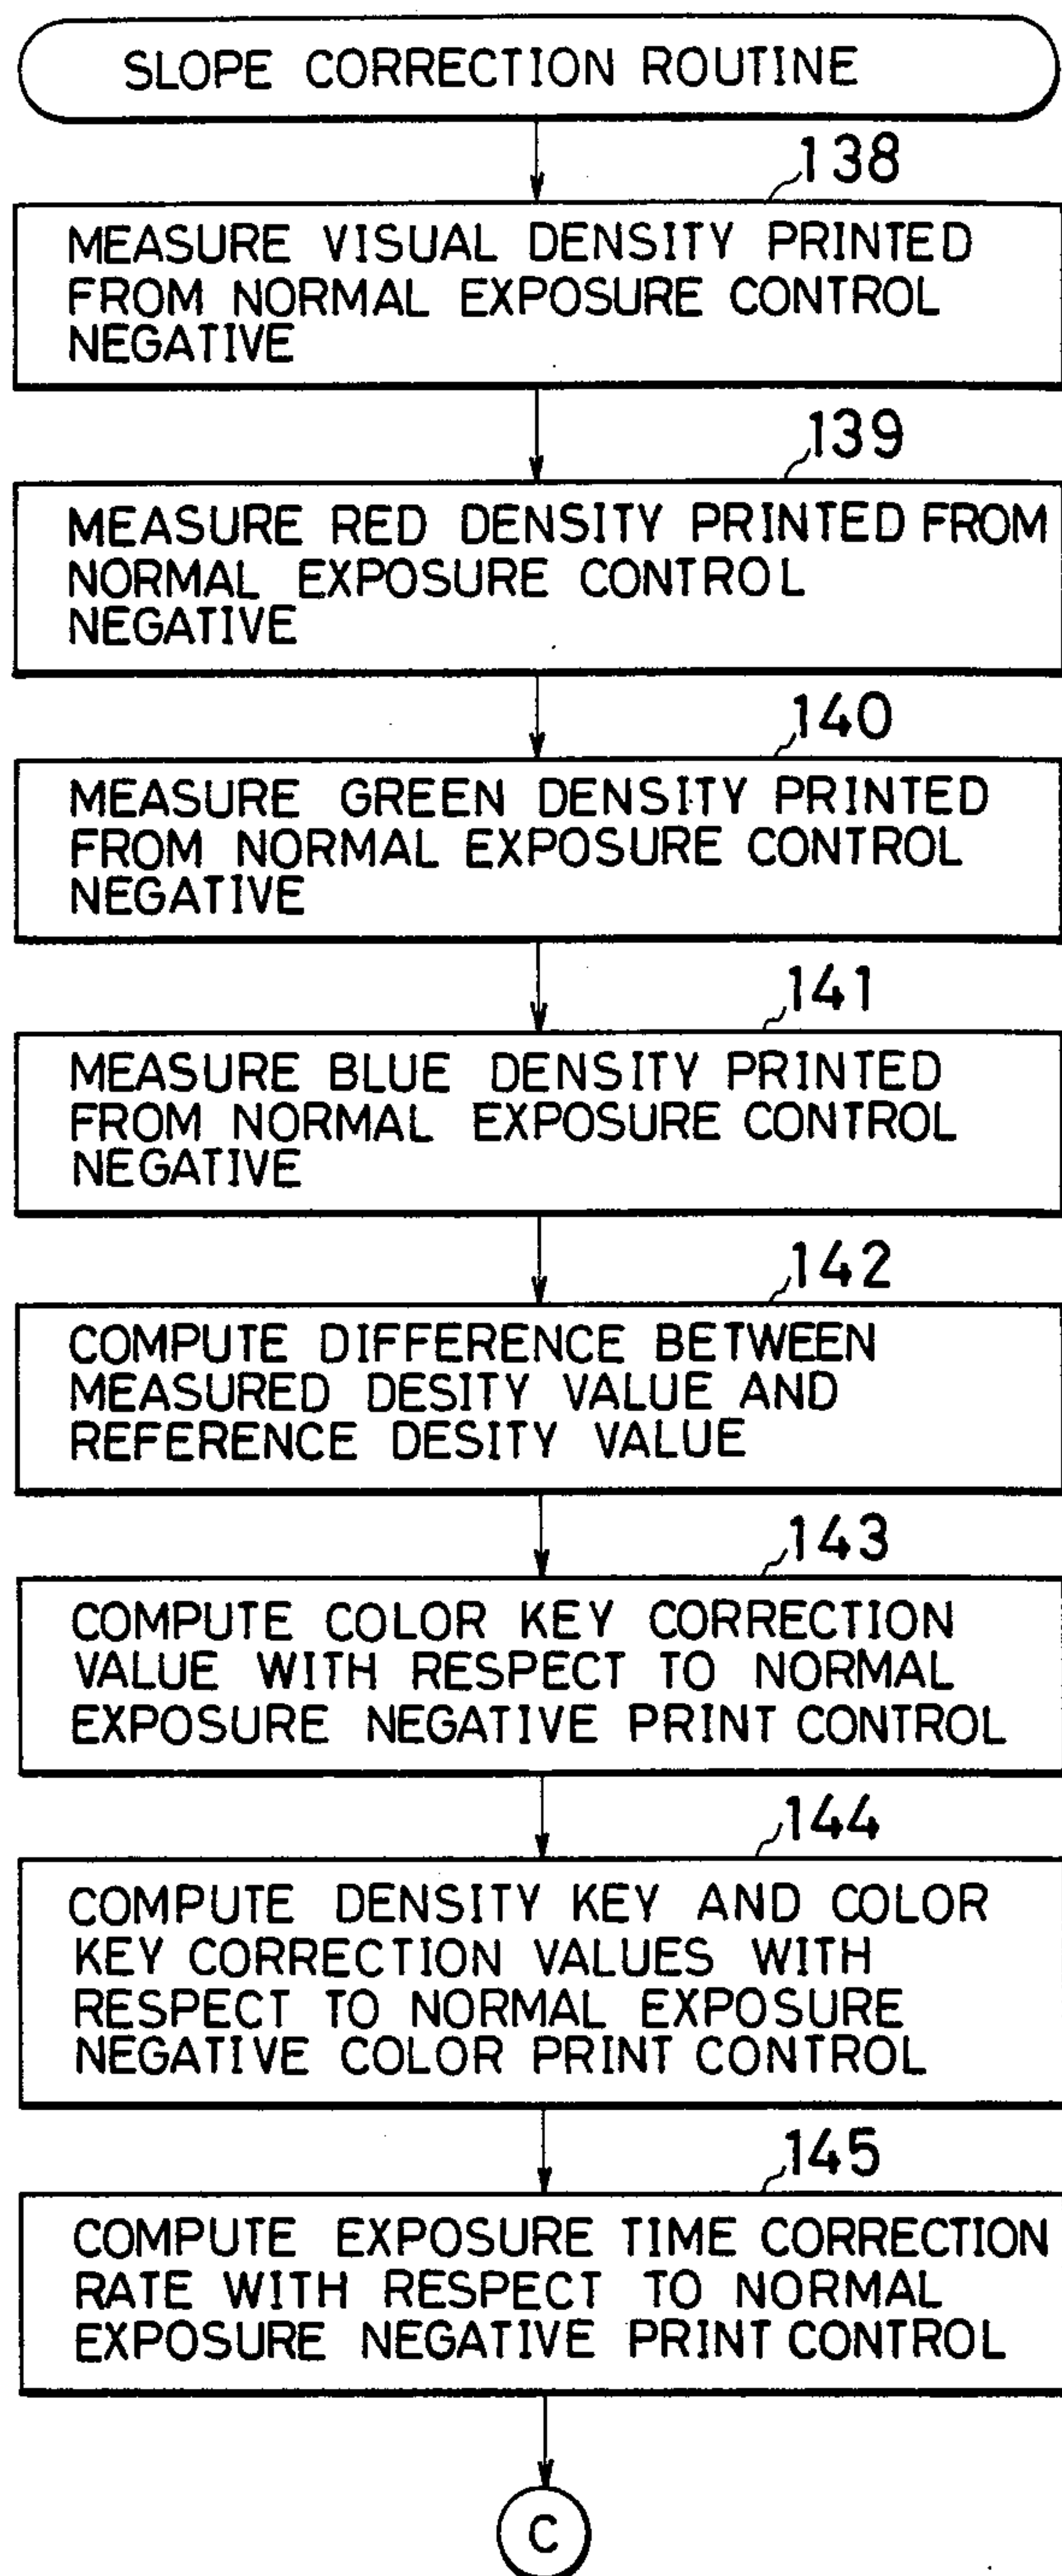 SLOPE CORRECTION ROUTINE
138
MEASURE VISUAL DENSITY PRINTED
FROM NORMAL EXPOSURE CONTROL
NEGATIVE
139
MEASURE RED DENSITY PRINTED FROM
NORMAL EXPOSURE CONTROL
NEGATIVE
140
MEASURE GREEN DENSITY PRINTED
FROM NORMAL EXPOSURE CONTROL
NEGATIVE
141
MEASURE BLUE DENSITY PRINTED
FROM NORMAL EXPOSURE CONTROL
NEGATIVE
142
COMPUTE DIFFERENCE BETWEEN
MEASURED DESITY VALUE AND
REFERENCE DESITY VALUE
143
COMPUTE COLOR KEY CORRECTION
VALUE WITH RESPECT TO NORMAL
EXPOSURE NEGATIVE PRINT CONTROL
144
COMPUTE DENSITY KEY AND COLOR
KEY CORRECTION VALUES WITH
RESPECT TO NORMAL EXPOSURE
NEGATIVE COLOR PRINT CONTROL
145
COMPUTE EXPOSURE TIME CORRECTION
RATE WITH RESPECT TO NORMAL
EXPOSURE NEGATIVE PRINT CONTROL
C